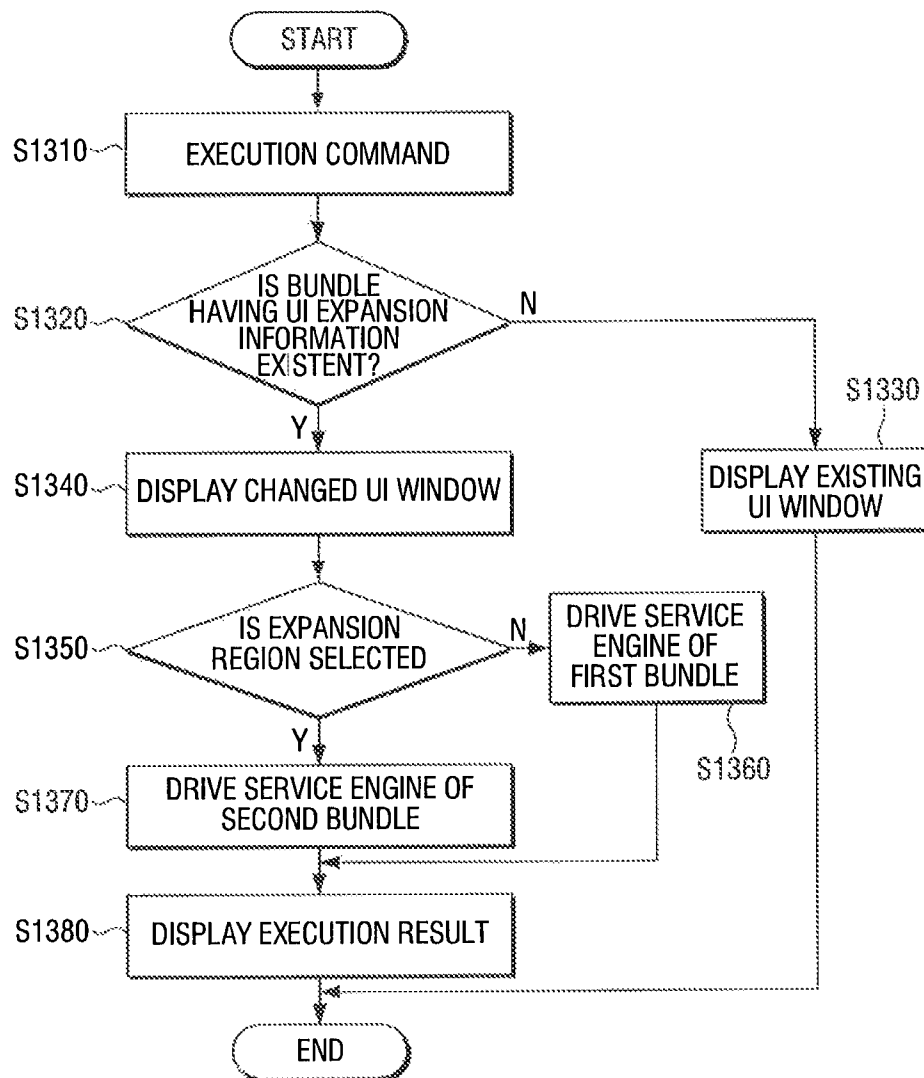 START
S1310
EXECUTION COMMAND
S1320
IS BUNDLE
HAVING UI EXPANSION
INFORMATION
EXISTENT?
N
Y
S1330
DISPLAY EXISTING
UI WINDOW
S1340
DISPLAY CHANGED UI WINDOW
S1350
IS EXPANSION
REGION SELECTED
N
DRIVE SERVICE
ENGINE OF
FIRST BUNDLE
S1360
Y
S1370
DRIVE SERVICE ENGINE OF
SECOND BUNDLE
S1380
DISPLAY EXECUTION RESULT
END